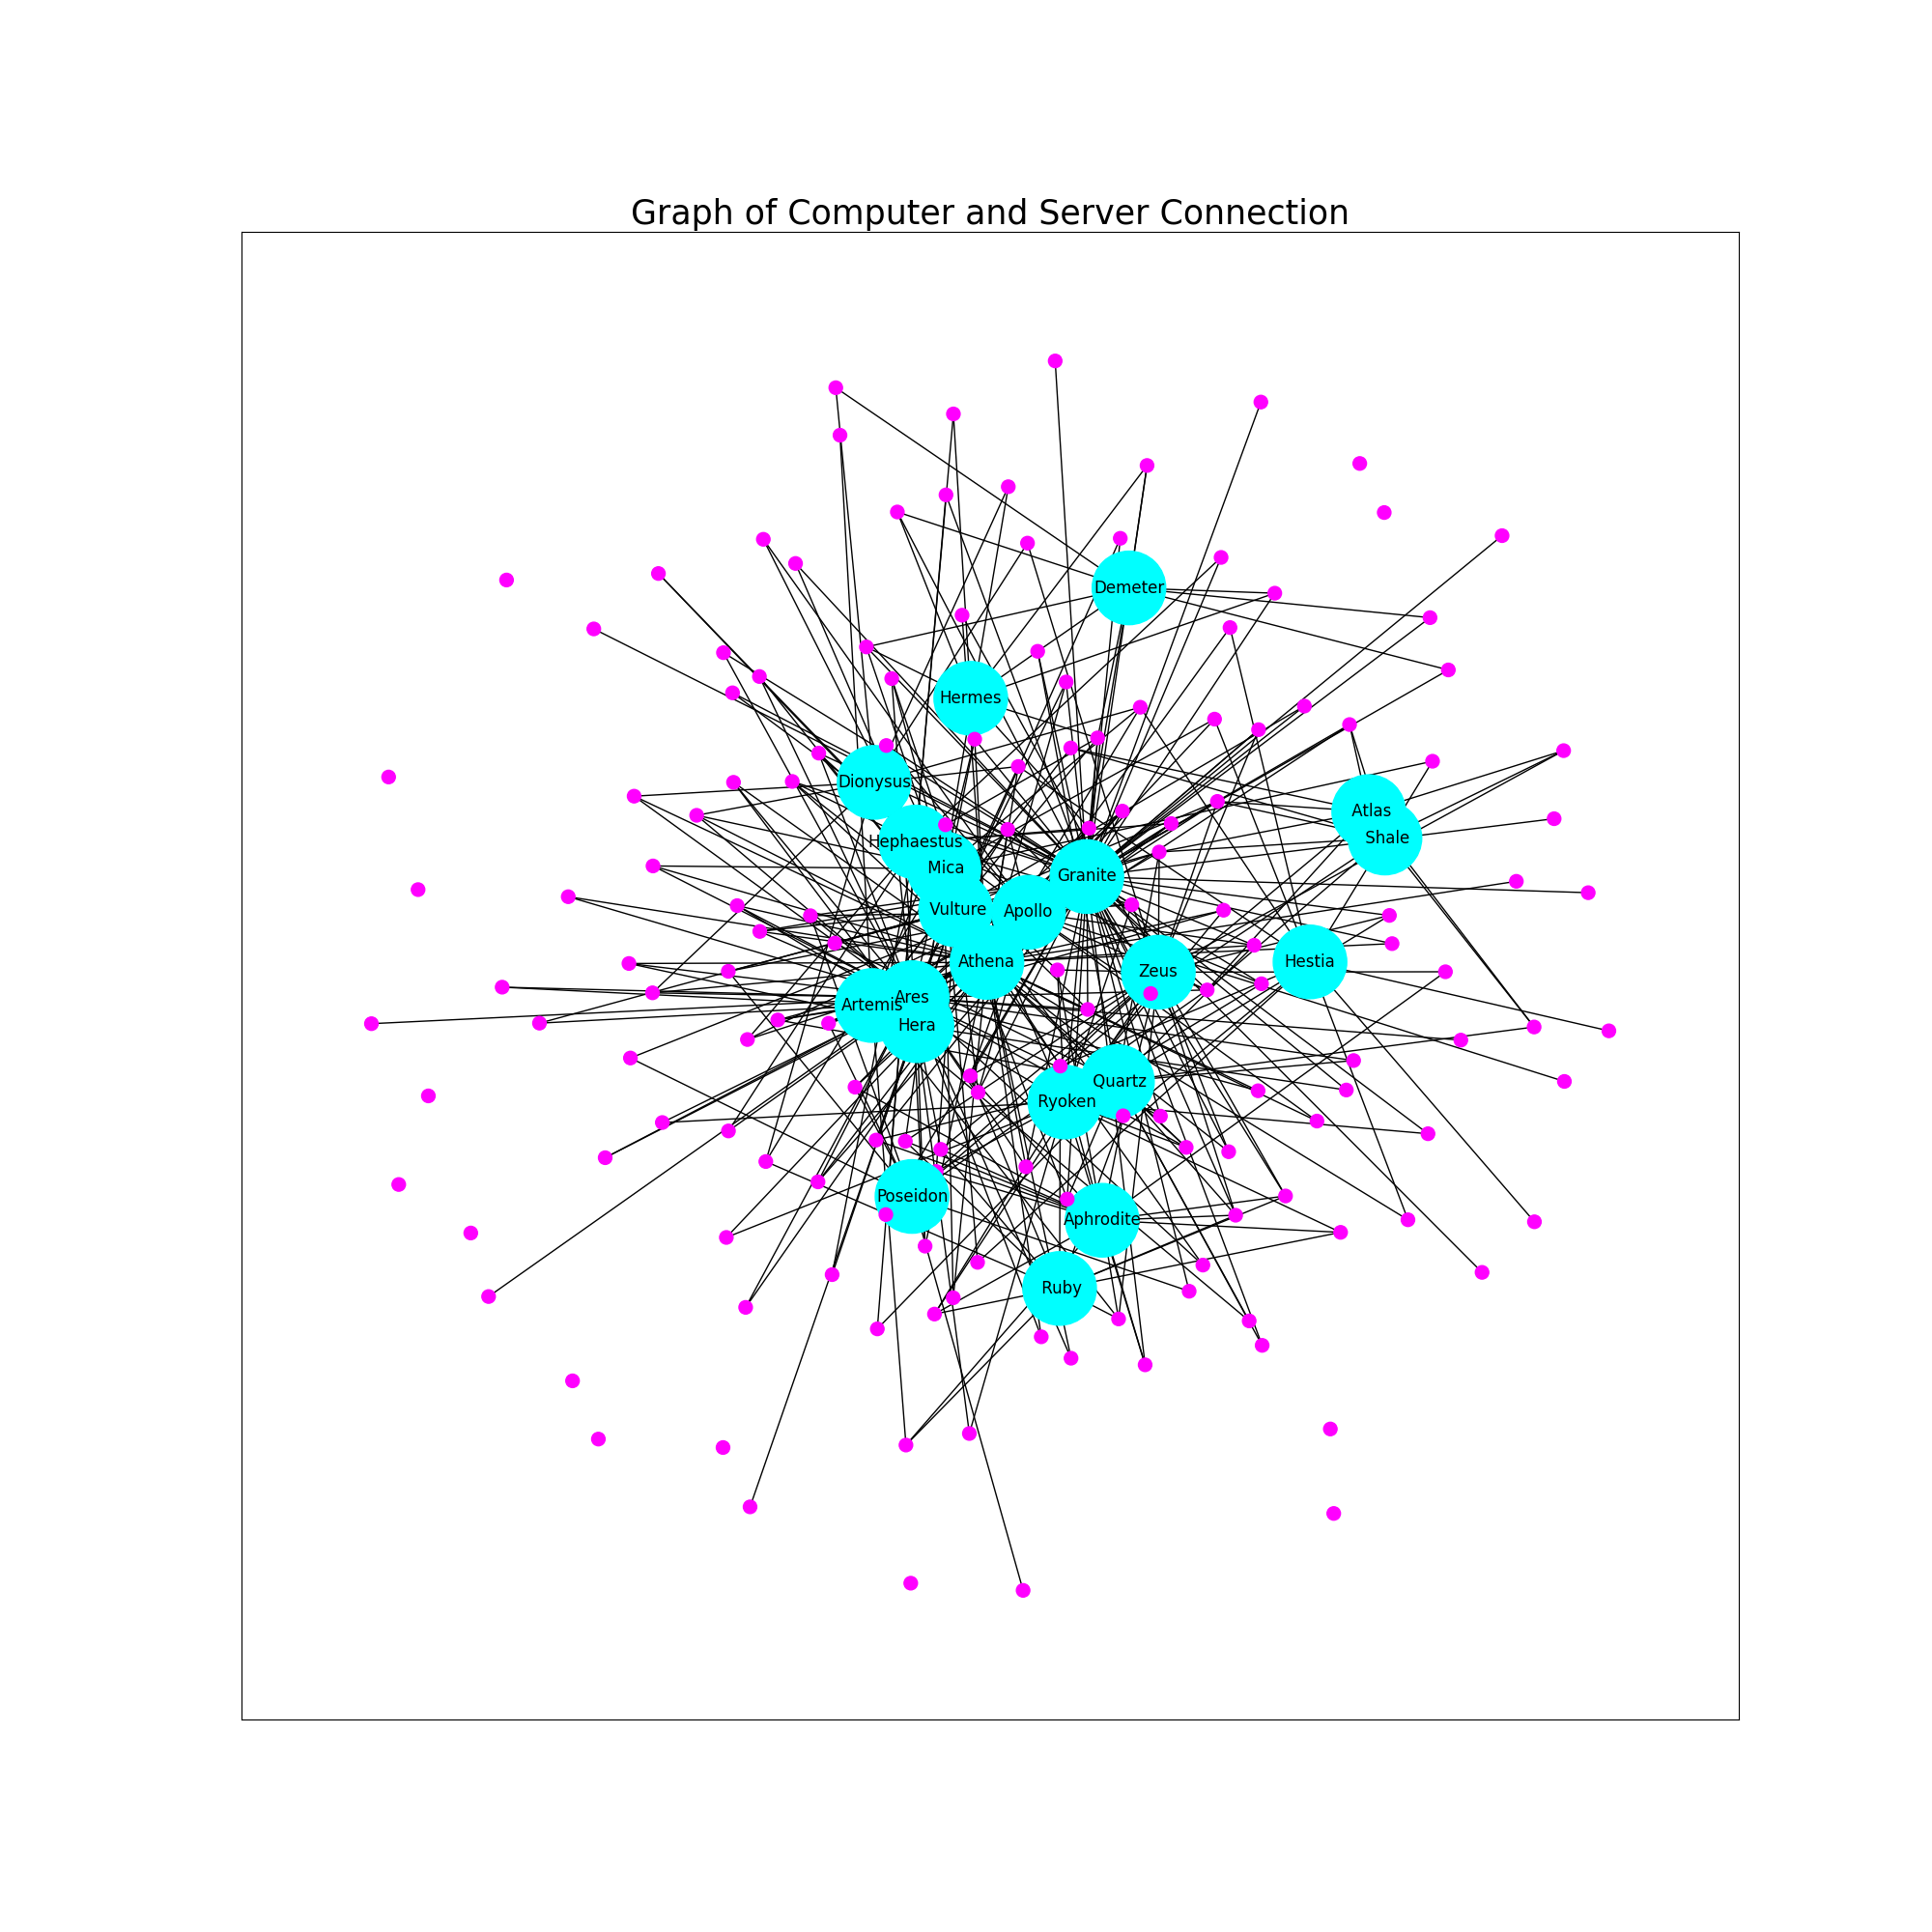 Graph of Computer and Server Connection
Demeter
Hermes
Dionysus
Atlas
Shale
Hephaestus
Mica
Granite
Vulture
Apollo
Athena
Zeus
Hestia
Ares
Artemis
Hera
Quartz
Ryoken
Poseidon
Aphrodite
Ruby